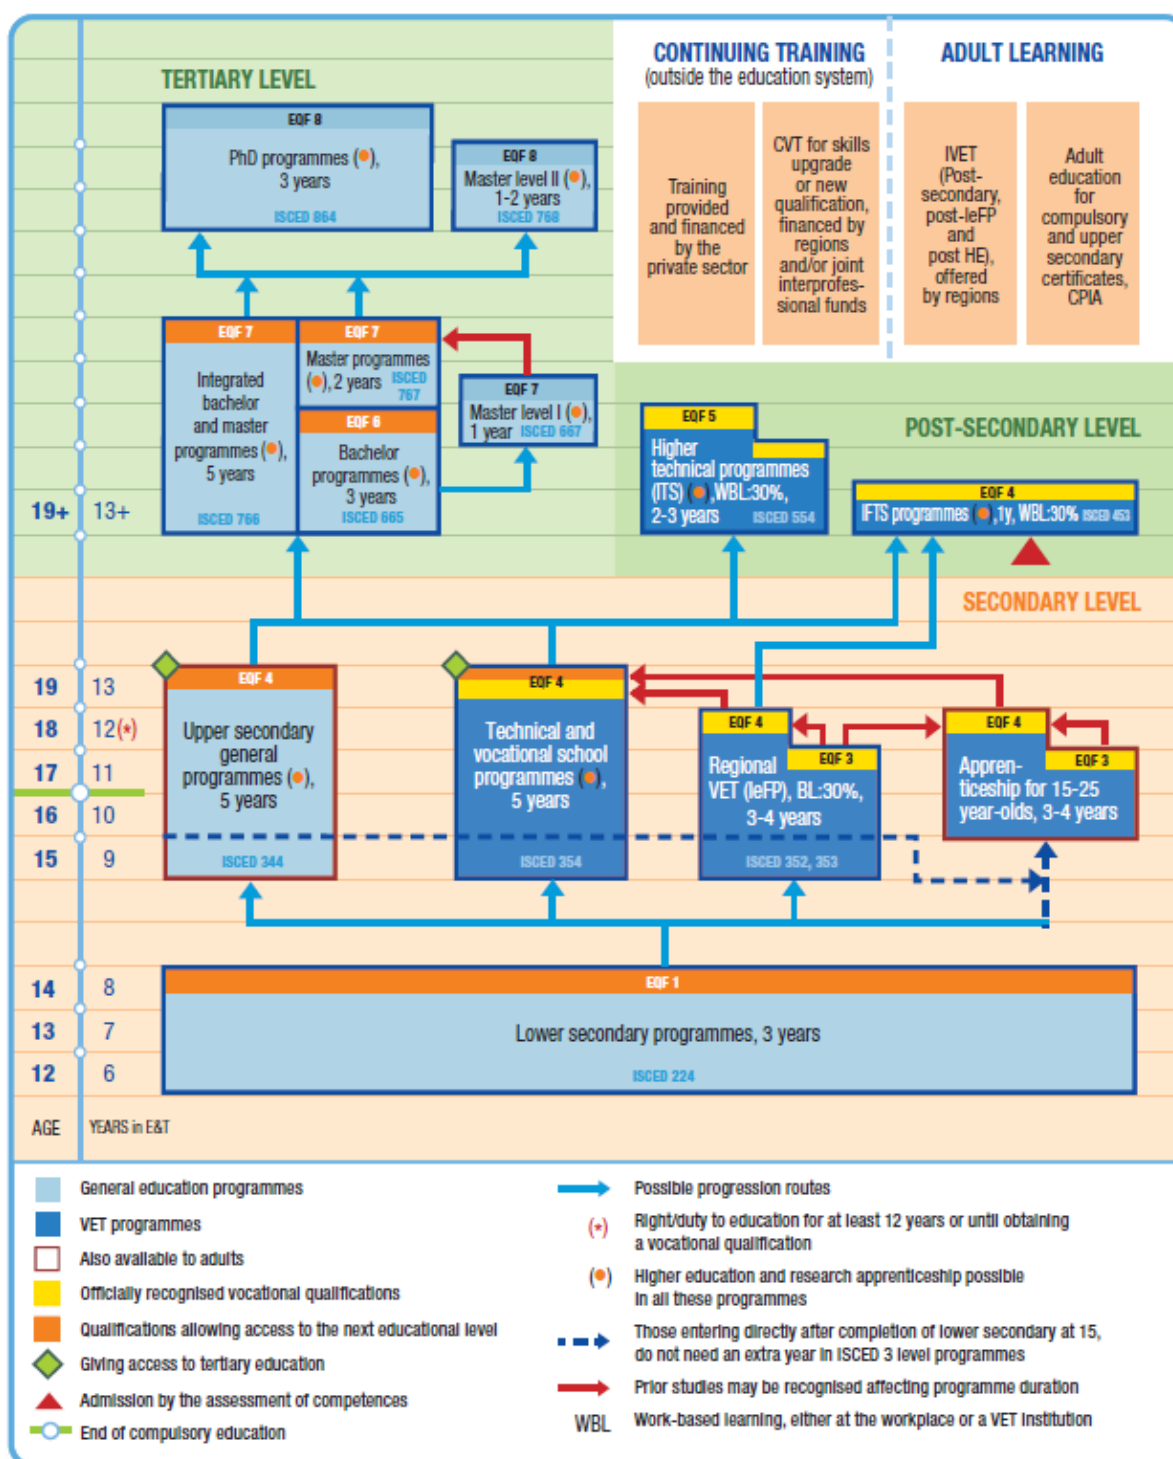 TERTIARY LEVEL
CONTINUING TRAINING
(outside the education system)
ADULT LEARNING
EQF 8
PhD programmes (●),
3 years
ISCED 864
EQF 8
Master level II (●),
1-2 years
ISCED 768
Training
provided
and financed
by the
private sector
CVT for skills
upgrade
or new
qualification,
financed by
regions
and/or joint
interprofes-
sional funds
IVET
(Post-
secondary,
post-IeFP
and
post HE),
offered
by regions
Adult
education
for
compulsory
and upper
secondary
certificates,
CPIA
EQF 7
Integrated
bachelor
and master
programmes (●),
5 years
ISCED 766
EQF 7
Master programmes
(●), 2 years ISCED
767
EQF 6
Bachelor
programmes (●),
3 years
ISCED 665
EQF 7
Master level I (●),
1 year ISCED 667
POST-SECONDARY LEVEL
EQF 5
Higher
technical programmes
(ITS) (●),WBL:30%,
2-3 years ISCED 554
EQF 4
IFTS programmes (●),1y, WBL:30% ISCED 453
19+ 13+
SECONDARY LEVEL
19 13
18 12(*)
17 11
16 10
15 9
EQF 4
Upper secondary
general
programmes (●),
5 years
ISCED 344
EQF 4
Technical and
vocational school
programmes (●),
5 years
ISCED 354
EQF 4
EQF 3
Regional
VET (IeFP), BL:30%,
3-4 years
ISCED 352, 353
EQF 4
EQF 3
Appren-
ticeship for 15-25
year-olds, 3-4 years
14 8
13 7
12 6
EQF 1
Lower secondary programmes, 3 years
ISCED 224
AGE YEARS in E&T
General education programmes
VET programmes
Also available to adults
Officially recognised vocational qualifications
Qualifications allowing access to the next educational level
Giving access to tertiary education
Admission by the assessment of competences
End of compulsory education
Possible progression routes
(*) Right/duty to education for at least 12 years or until obtaining
a vocational qualification
(●) Higher education and research apprenticeship possible
in all these programmes
Those entering directly after completion of lower secondary at 15,
do not need an extra year in ISCED 3 level programmes
Prior studies may be recognised affecting programme duration
WBL Work-based learning, either at the workplace or a VET institution